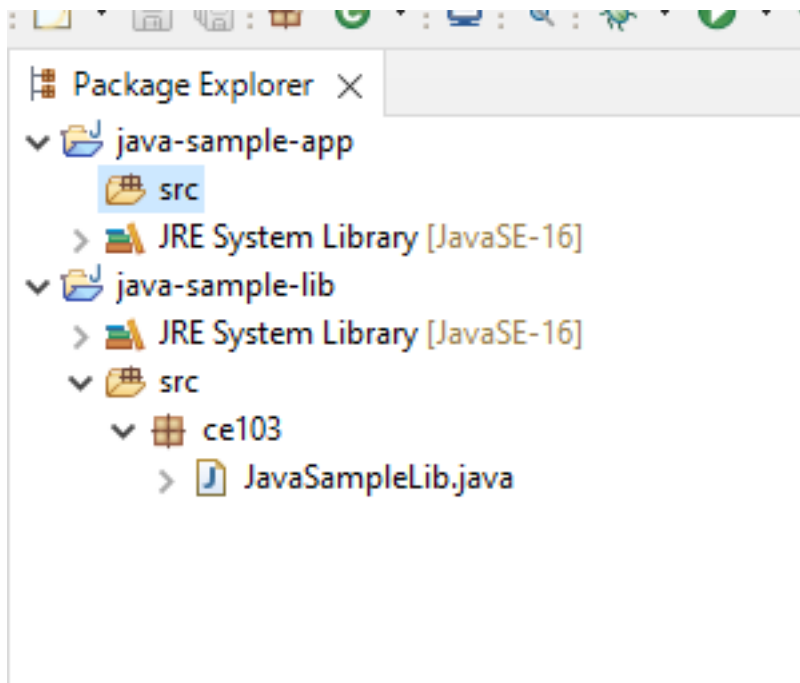 Package Explorer
java-sample-app
src
JRE System Library [JavaSE-16]
java-sample-lib
JRE System Library [JavaSE-16]
src
ce103
JavaSampleLib.java